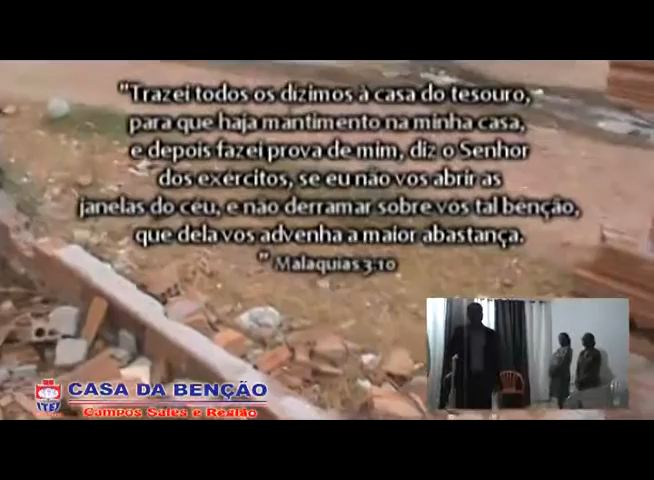 "Trazei todos os dízimos à casa do tesouro,
para que haja mantimento na minha casa,
e depois fazei prova de mim, diz o Senhor
dos exércitos, se eu não vos abrir as
janelas do céu, e não derramar sobre vós tal benção,
que dela vos advenha a maior abastança.
" Malaquias 3:10
ITEJ
CASA DA BENÇÃO
Campos Sales e Região